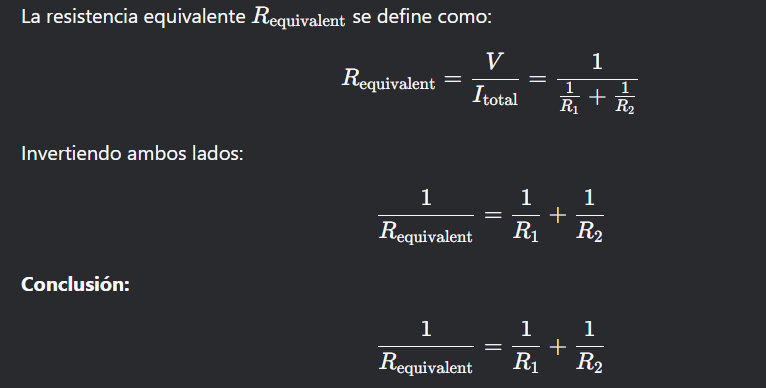 La resistencia equivalente R_equivalent se define como:
R_equivalent = V / I_total = 1 / (1/R_1 + 1/R_2)
Invertiendo ambos lados:
1 / R_equivalent = 1/R_1 + 1/R_2
Conclusión:
1 / R_equivalent = 1/R_1 + 1/R_2